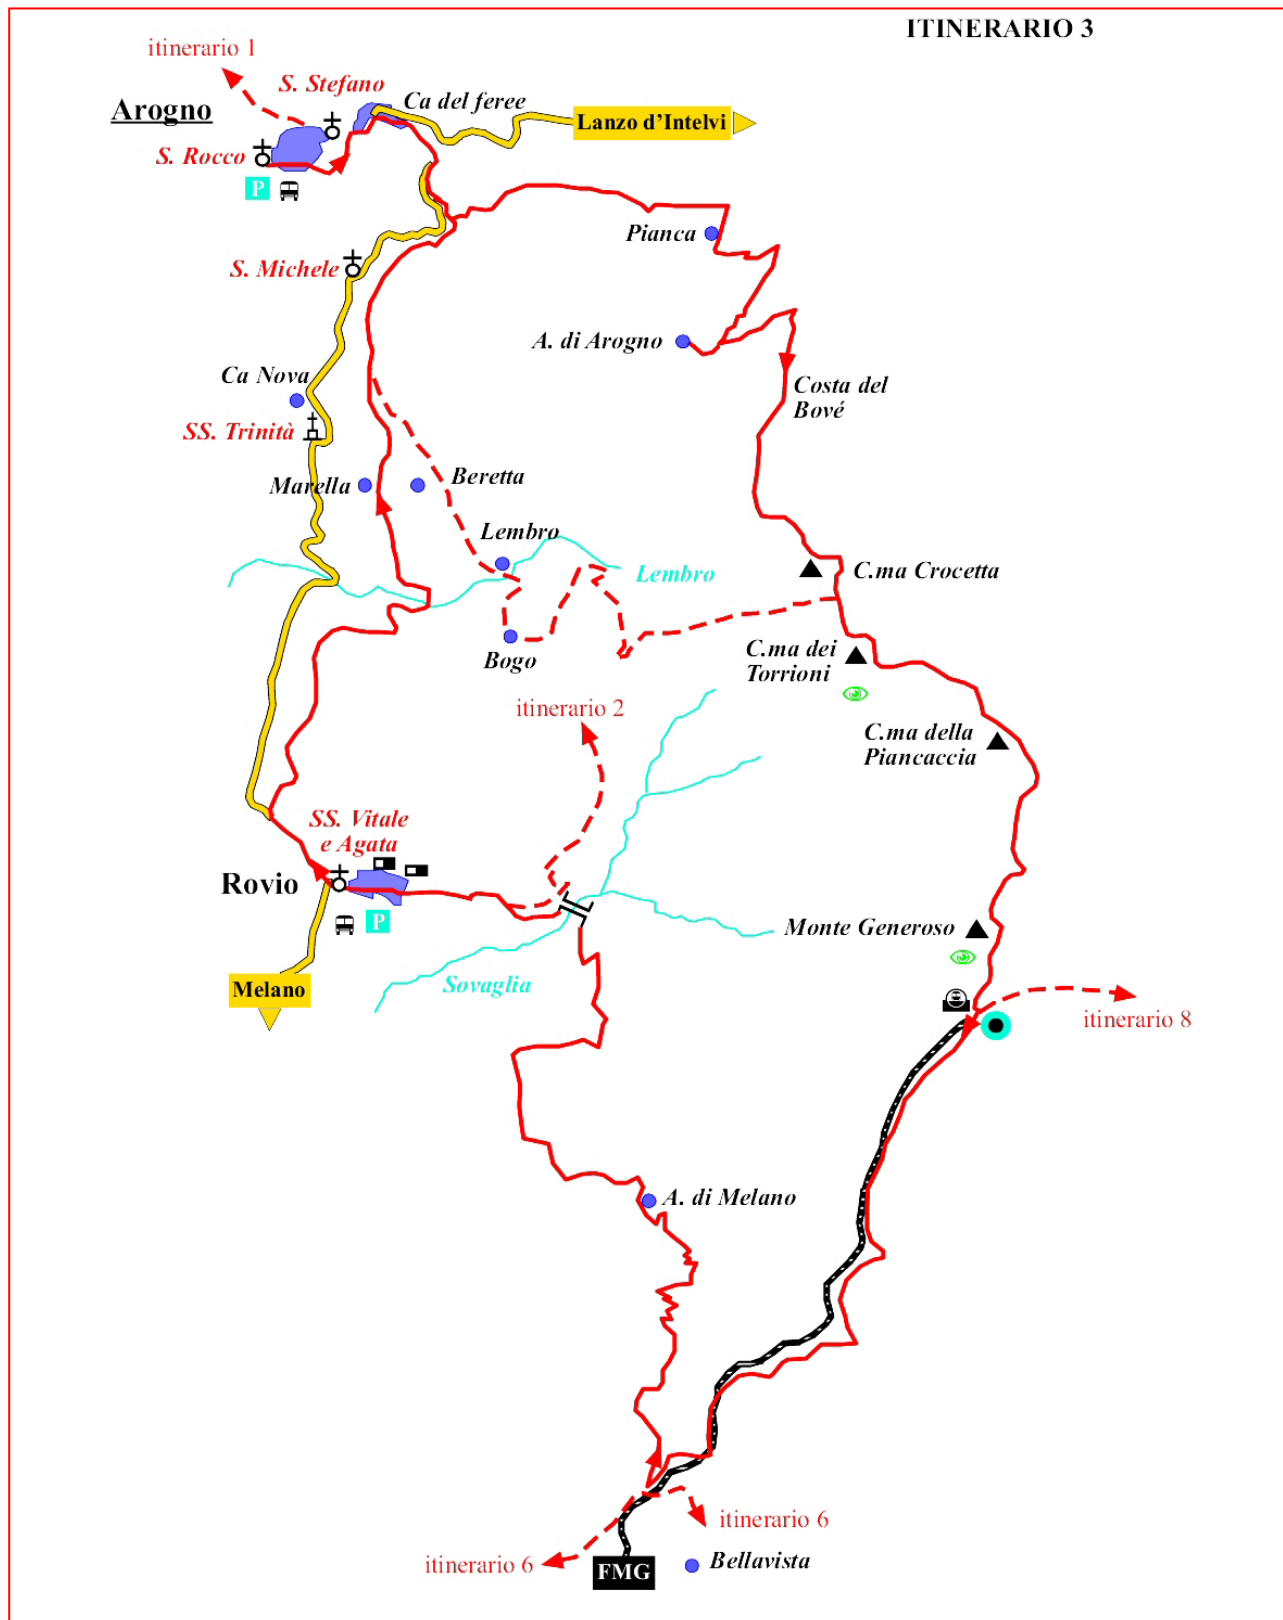 ITINERARIO 3
itinerario 1
S. Stefano
Arogno
Ca del feree
Lanzo d'Intelvi
S. Rocco
P
Pianca
S. Michele
A. di Arogno
Ca Nova
Costa del
Bové
SS. Trinità
Marella
Beretta
Lembro
Lembro
C.ma Crocetta
Bogo
C.ma dei
Torrioni
itinerario 2
C.ma della
Piancaccia
SS. Vitale
e Agata
Rovio
P
Monte Generoso
Melano
Sovaglia
itinerario 8
A. di Melano
itinerario 6
itinerario 6
FMG
Bellavista